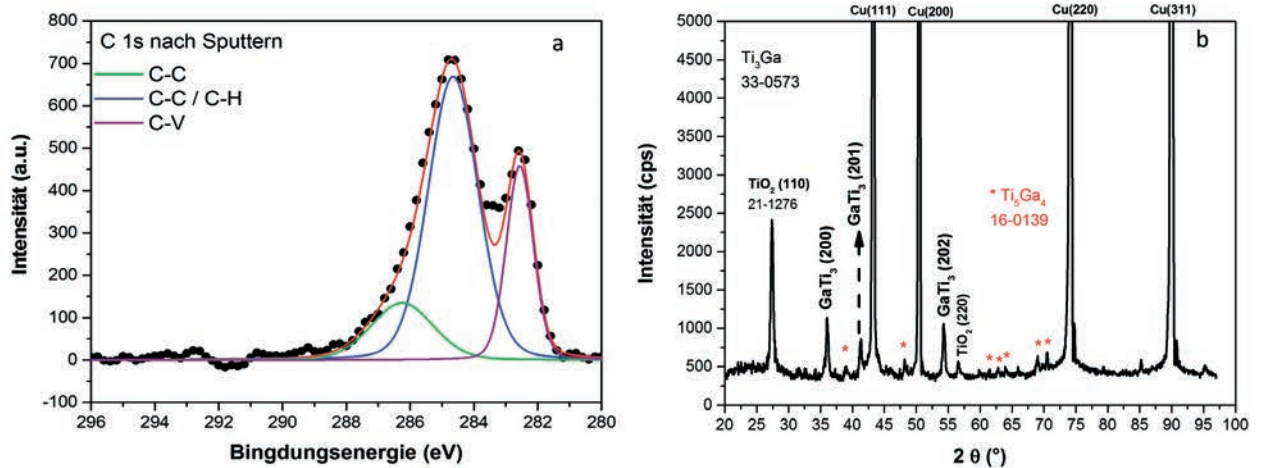 C 1s nach Sputtern
a
C-C
C-C / C-H
C-V
Intensität (a.u.)
800
700
600
500
400
300
200
100
0
-100
296 294 292 290 288 286 284 282 280
Bingdungsenergie (eV)
Cu(111) Cu(200) Cu(220) Cu(311)
b
Ti₃Ga
33-0573
TiO₂ (110)
21-1276
GaTi₃ (200)
GaTi₃ (201)
GaTi₃ (202)
TiO₂ (220)
* Ti₅Ga₄
16-0139
* * * * * * *
Intensität (cps)
5000
4500
4000
3500
3000
2500
2000
1500
1000
500
0
20 25 30 35 40 45 50 55 60 65 70 75 80 85 90 95 100
2 θ (°)